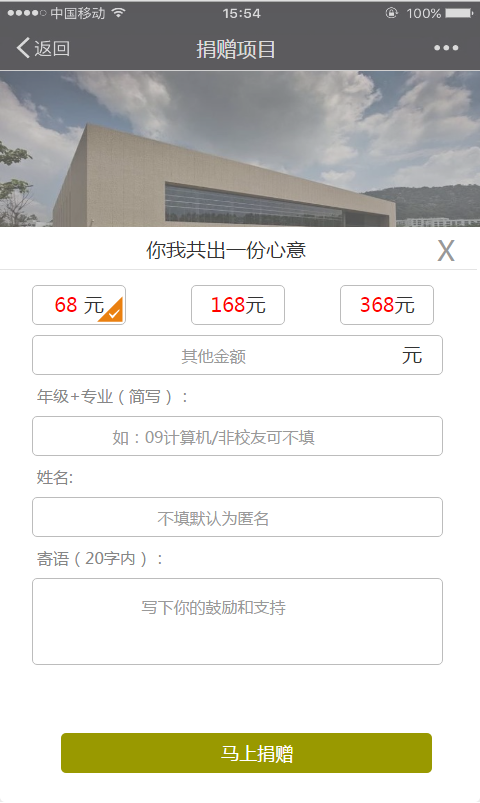 中国移动 15:54 100%
返回 捐赠项目
你我共出一份心意 X
68 元 168元 368元
其他金额 元
年级+专业（简写）：
如：09计算机/非校友可不填
姓名:
不填默认为匿名
寄语（20字内）：
写下你的鼓励和支持
马上捐赠